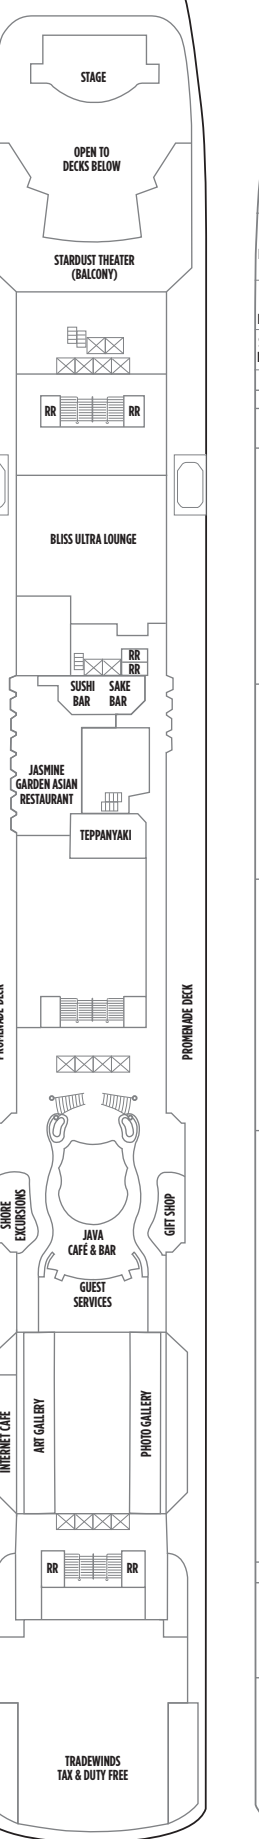 STAGE
OPEN TO
DECKS BELOW
STARDUST THEATER
(BALCONY)
RR
RR
BLISS ULTRA LOUNGE
RR
RR
SUSHI
BAR
SAKE
BAR
JASMINE
GARDEN ASIAN
RESTAURANT
TEPPANYAKI
PROMENADE DECK
PROMENADE DECK
SHORE
EXCURSIONS
GIFT SHOP
JAVA
CAFÉ & BAR
GUEST
SERVICES
INTERNET CAFE
ART GALLERY
PHOTO GALLERY
RR
RR
TRADEWINDS
TAX & DUTY FREE